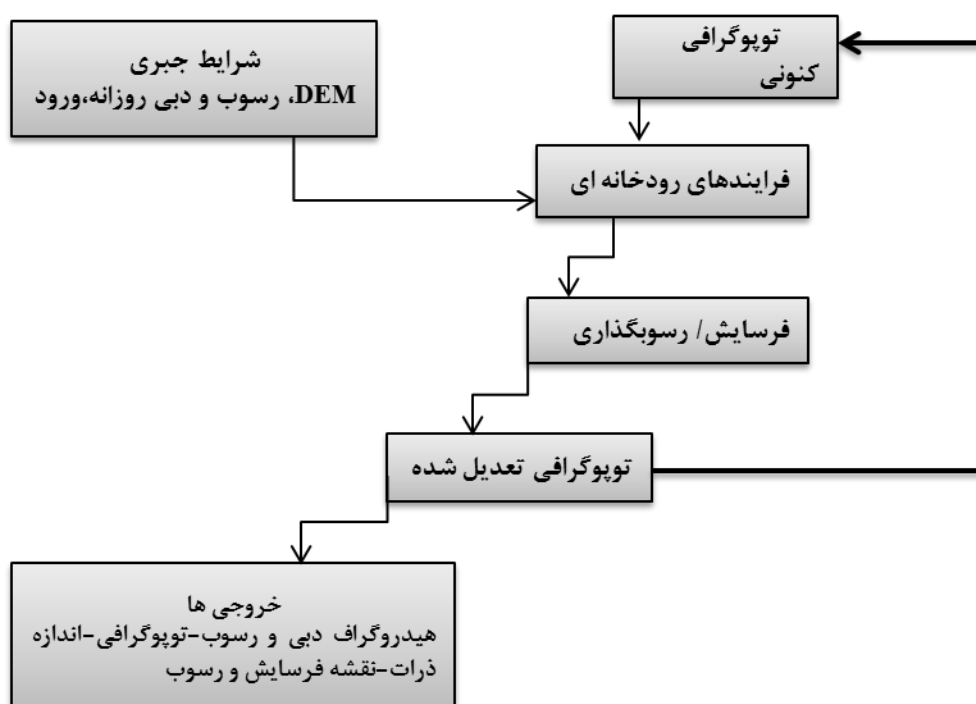 شرایط جبری
DEM، رسوب و دبی روزانه،ورود
توپوگرافی
کنونی
فرایندهای رودخانه ای
فرسایش/ رسوبگذاری
توپوگرافی تعدیل شده
خروجی ها
هیدروگراف دبی و رسوب-توپوگرافی-اندازه
ذرات-نقشه فرسایش و رسوب